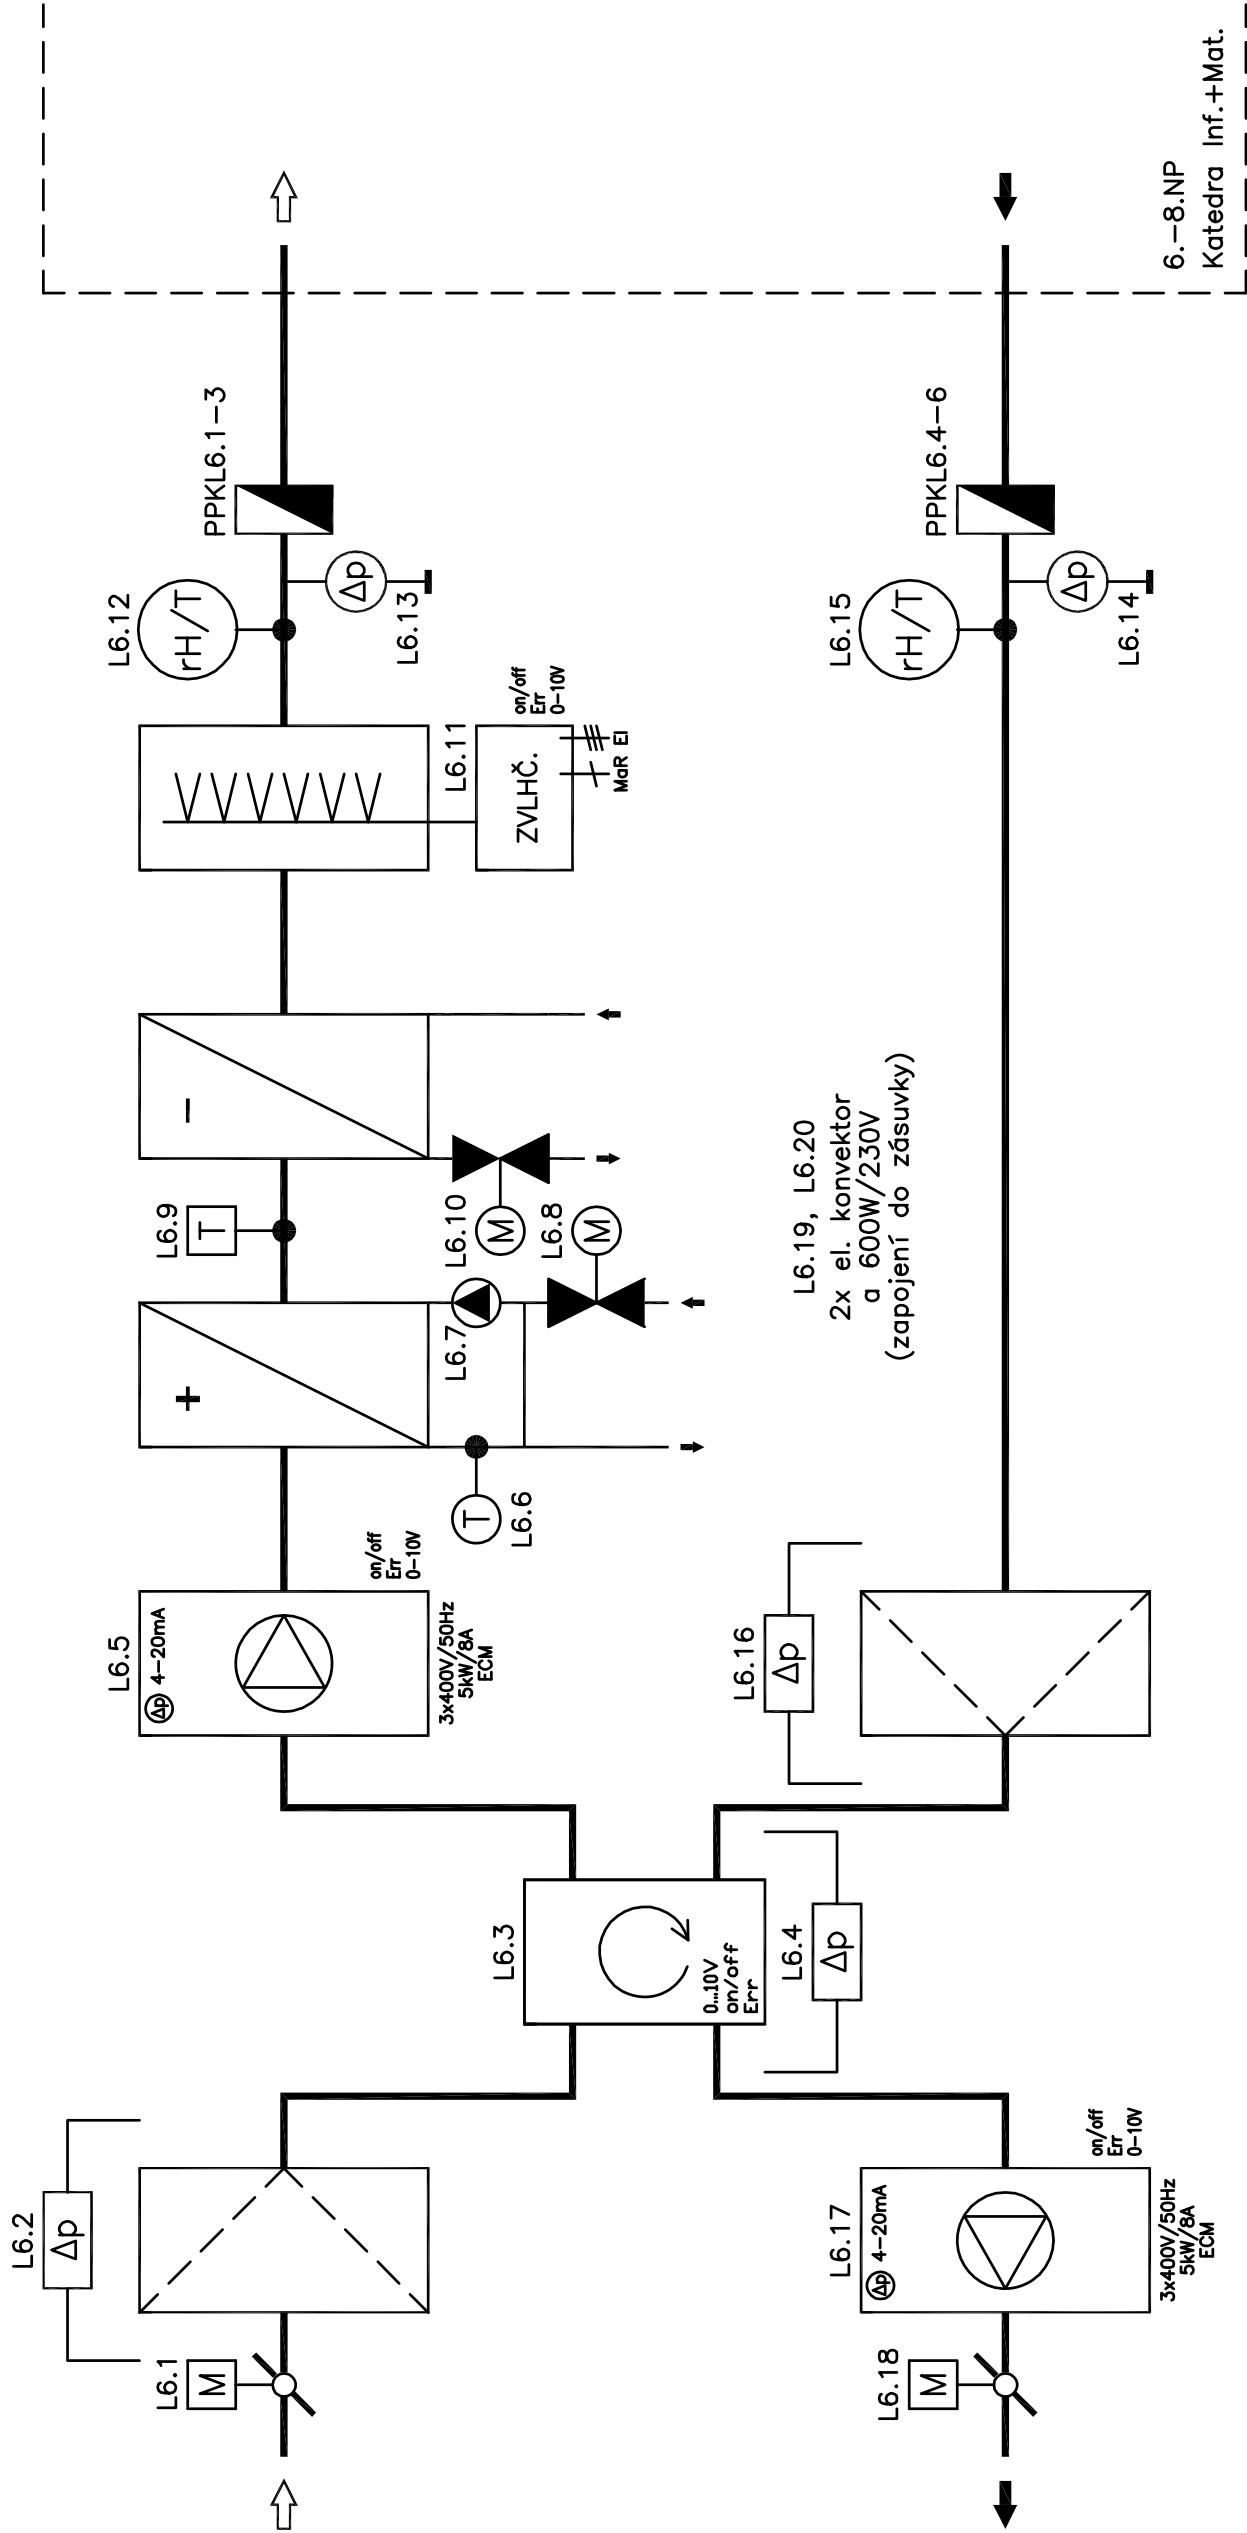 L6.1
M
L6.2
Δp
L6.3
0...10V
on/off
Err
L6.4
Δp
L6.5
Δp 4-20mA
on/off
Err
0-10V
3x400V/50Hz
5kW/8A
ECM
T
L6.6
+
L6.7
L6.8
M
L6.9
T
L6.10
M
-
L6.11
ZVLHČ.
on/off
Err
0-10V
MaR El
L6.12
rH/T
Δp
L6.13
PPKL6.1-3
6.-8.NP
Katedra Inf.+Mat.
L6.18
M
L6.17
Δp 4-20mA
on/off
Err
0-10V
3x400V/50Hz
5kW/8A
ECM
L6.16
Δp
L6.19, L6.20
2x el. konvektor
a 600W/230V
(zapojení do zásuvky)
L6.15
rH/T
Δp
L6.14
PPKL6.4-6